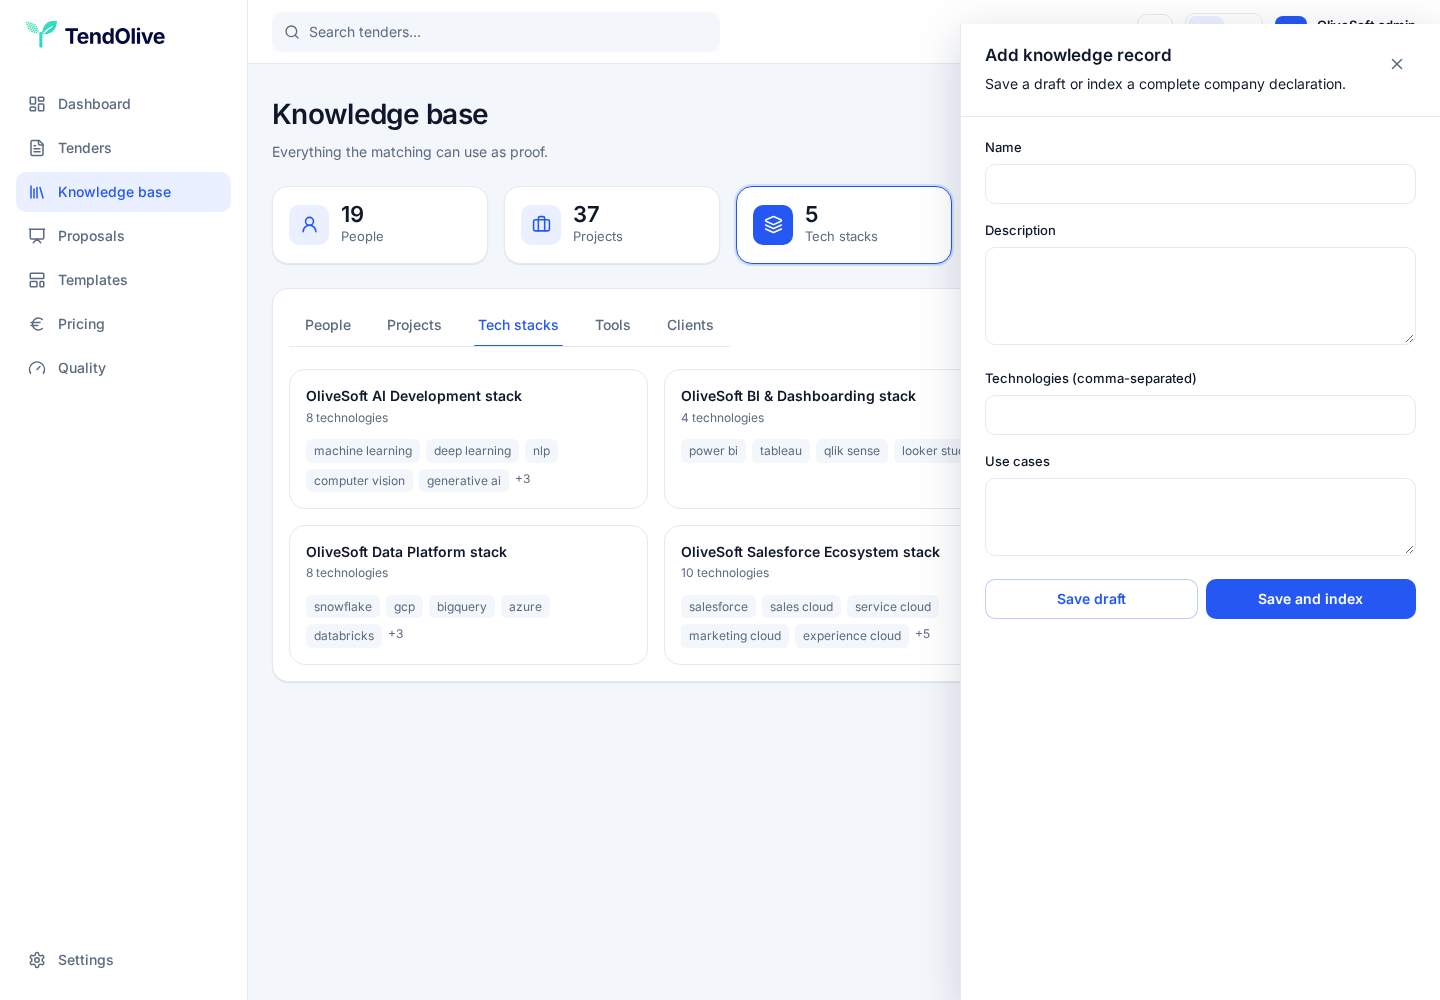 TendOlive
Search tenders...
Dashboard
Tenders
Knowledge base
Proposals
Templates
Pricing
Quality
Settings
Knowledge base
Everything the matching can use as proof.
19
People
37
Projects
5
Tech stacks
People
Projects
Tech stacks
Tools
Clients
OliveSoft AI Development stack
8 technologies
machine learning
deep learning
nlp
computer vision
generative ai
+3
OliveSoft BI & Dashboarding stack
4 technologies
power bi
tableau
qlik sense
looker
OliveSoft Data Platform stack
8 technologies
snowflake
gcp
bigquery
azure
databricks
+3
OliveSoft Salesforce Ecosystem stack
10 technologies
salesforce
sales cloud
service cloud
marketing cloud
experience cloud
+5
OliveSoft admin
Add knowledge record
Save a draft or index a complete company declaration.
Name
Description
Technologies (comma-separated)
Use cases
Save draft
Save and index